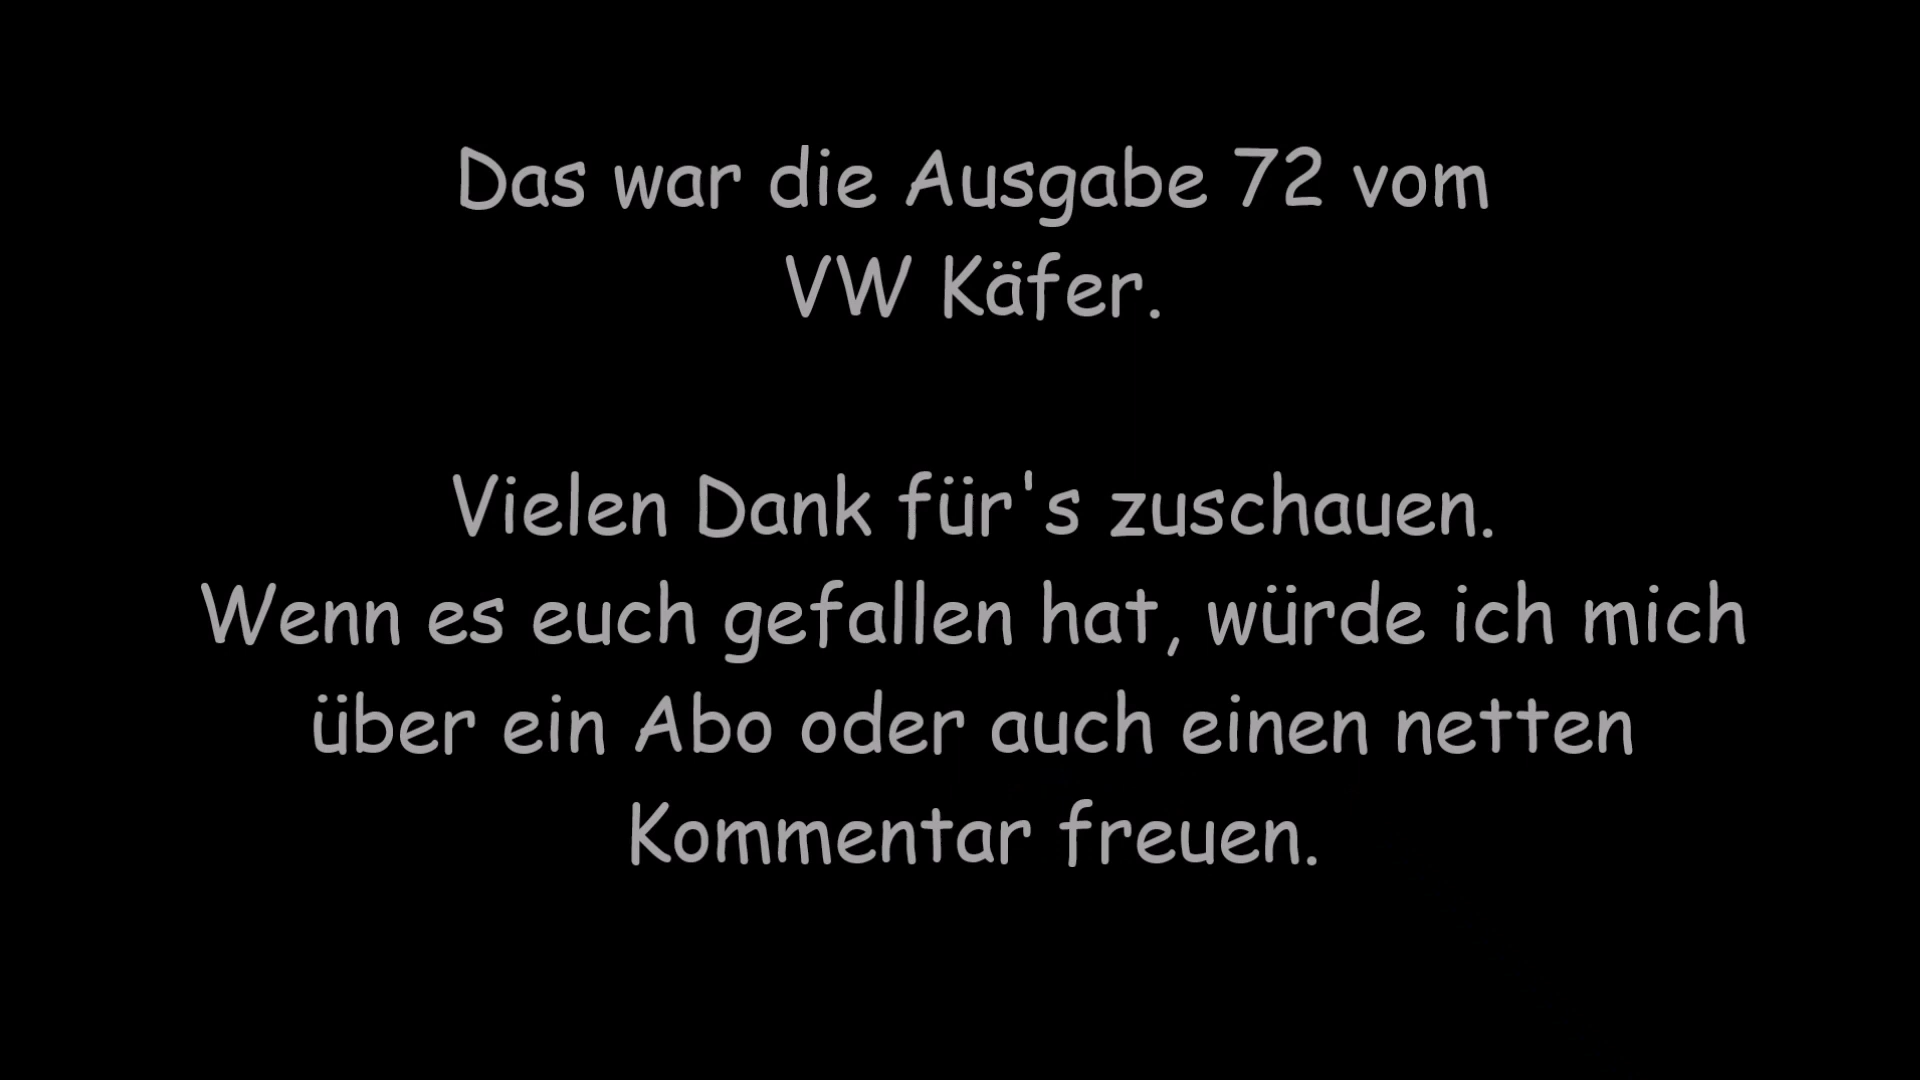 Das war die Ausgabe 72 vom
VW Käfer.
Vielen Dank für's zuschauen.
Wenn es euch gefallen hat, würde ich mich
über ein Abo oder auch einen netten
Kommentar freuen.